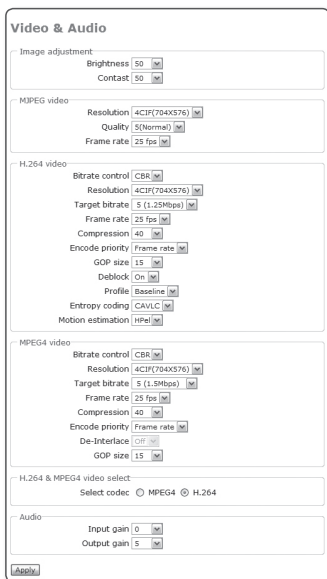 Video & Audio
Image adjustment
Brightness 50
Contast 50
MJPEG video
Resolution 4CIF(704X576)
Quality 5(Normal)
Frame rate 25 fps
H.264 video
Bitrate control CBR
Resolution 4CIF(704X576)
Target bitrate 5 (1.25Mbps)
Frame rate 25 fps
Compression 40
Encode priority Frame rate
GOP size 15
Deblock On
Profile Baseline
Entropy coding CAVLC
Motion estimation HPel
MPEG4 video
Bitrate control CBR
Resolution 4CIF(704X576)
Target bitrate 5 (1.5Mbps)
Frame rate 25 fps
Compression 40
Encode priority Frame rate
De-Interlace Off
GOP size 15
H.264 & MPEG4 video select
Select codec MPEG4 H.264
Audio
Input gain 0
Output gain 5
Apply